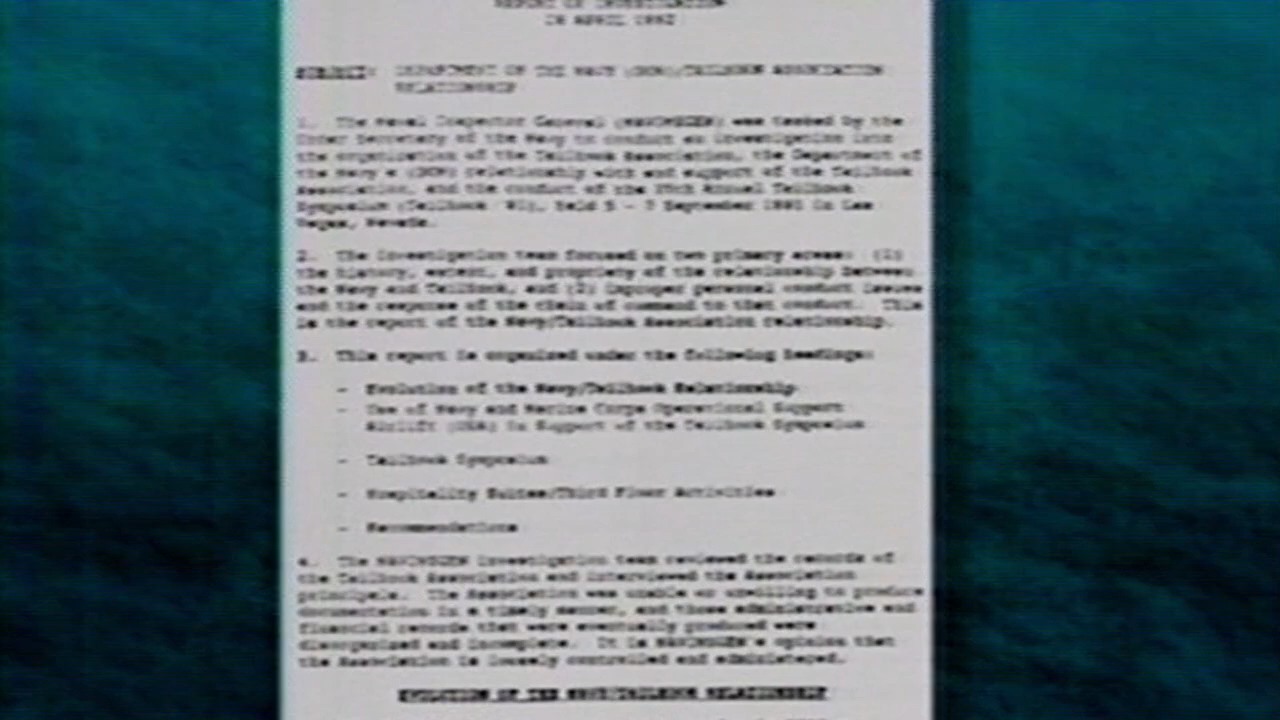 REPORT OF INVESTIGATION
APRIL 1992
SUBJECT: DEPARTMENT OF THE NAVY (DON)/TAILHOOK ASSOCIATION
RELATIONSHIP
1. The Naval Inspector General (NAVINSGEN) was tasked by the
Under Secretary of the Navy to conduct an investigation into
the organization of the Tailhook Association, the Department of
the Navy's (DON) relationship with and support of the Tailhook
Association, and the conduct of the Annual Tailhook
Symposium (Tailhook '91), held 5 - 7 September 1991 in Las
Vegas, Nevada.
2. The investigation team focused on two primary areas: (1)
the history, extent, and propriety of the relationship between
the Navy and Tailhook, and (2) improper personal conduct issues
and the response of the chain of command to that conduct. This
is the report of the Navy/Tailhook Association relationship.
3. This report is organized under the following headings:
- Evolution of the Navy/Tailhook Relationship
- Use of Navy and Marine Corps Operational Support
Airlift (OSA) in Support of the Tailhook Symposium
- Tailhook Symposium
- Hospitality Suites/Third Floor Activities
- Recommendations
4. The NAVINSGEN investigation team reviewed the records of
the Tailhook Association and interviewed the Association
principals. The Association was unable or unwilling to produce
documentation in a timely manner, and those administrative and
financial records that were eventually produced were
disorganized and incomplete. It is NAVINSGEN's opinion that
the Association is loosely controlled and administered.
EVOLUTION OF THE NAVY/TAILHOOK RELATIONSHIP